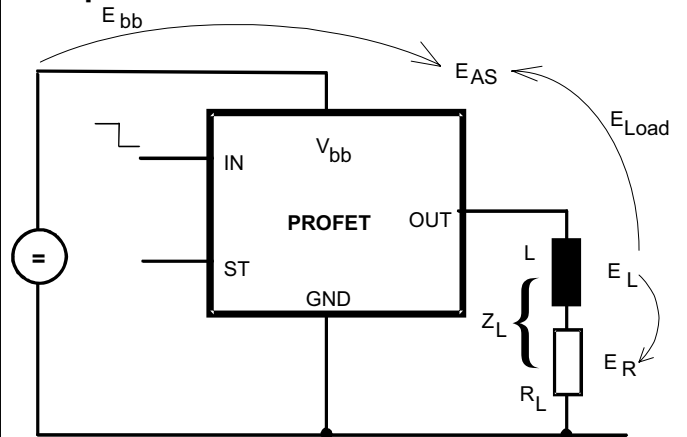 E bb
E AS
E Load
V bb
IN
PROFET
OUT
=
ST
GND
L
E L
Z L
{
R L
E R